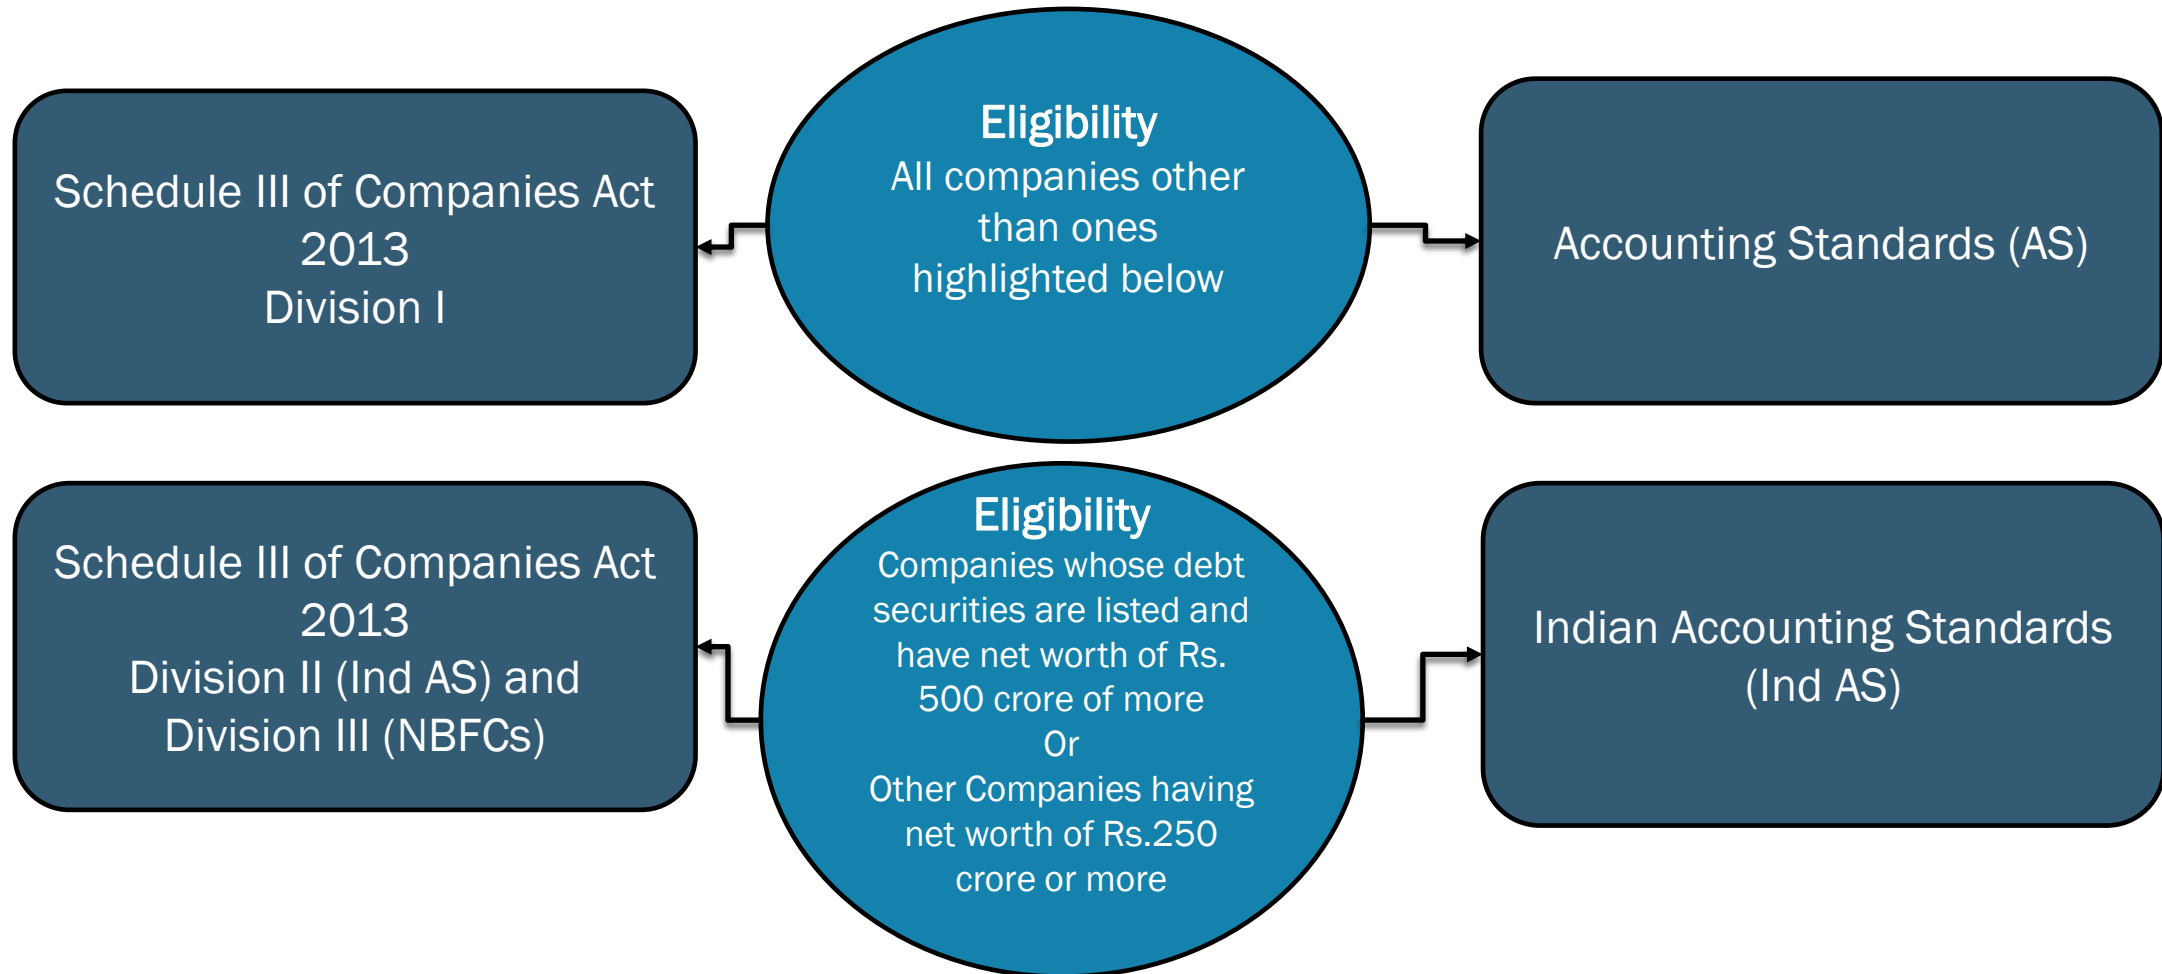 Schedule III of Companies Act
2013
Division I
Eligibility
All companies other
than ones
highlighted below
Accounting Standards (AS)
Schedule III of Companies Act
2013
Division II (Ind AS) and
Division III (NBFCs)
Eligibility
Companies whose debt
securities are listed and
have net worth of Rs.
500 crore of more
Or
Other Companies having
net worth of Rs.250
crore or more
Indian Accounting Standards
(Ind AS)